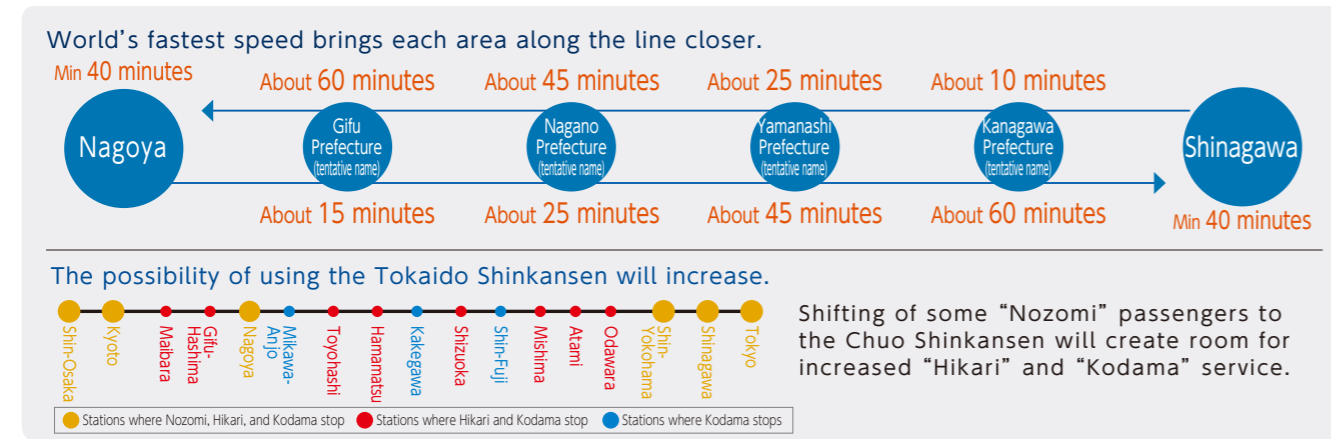 World's fastest speed brings each area along the line closer.
Min 40 minutes
About 60 minutes
About 45 minutes
About 25 minutes
About 10 minutes
Nagoya
Gifu
Prefecture
(tentative name)
Nagano
Prefecture
(tentative name)
Yamanashi
Prefecture
(tentative name)
Kanagawa
Prefecture
(tentative name)
Shinagawa
About 15 minutes
About 25 minutes
About 45 minutes
About 60 minutes
Min 40 minutes
The possibility of using the Tokaido Shinkansen will increase.
Shin-Osaka
Kyoto
Maibara
Gifu-
Hashima
Nagoya
Mikawa-
Anjo
Toyohashi
Hamamatsu
Kakegawa
Shizuoka
Shin-Fuji
Mishima
Atami
Odawara
Shin-
Yokohama
Shinagawa
Tokyo
Shifting of some “Nozomi” passengers to
the Chuo Shinkansen will create room for
increased “Hikari” and “Kodama” service.
Stations where Nozomi, Hikari, and Kodama stop
Stations where Hikari and Kodama stop
Stations where Kodama stops